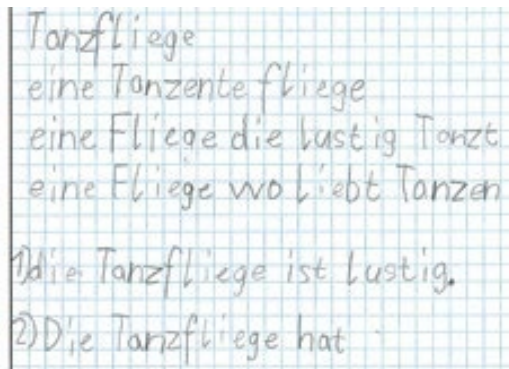 Tanzfliege
eine Tanzente fliege
eine Fliege die lustig Tanzt
eine Fliege wo liebt Tanzen
1) die Tanzfliege ist lustig.
2) Die Tanzfliege hat